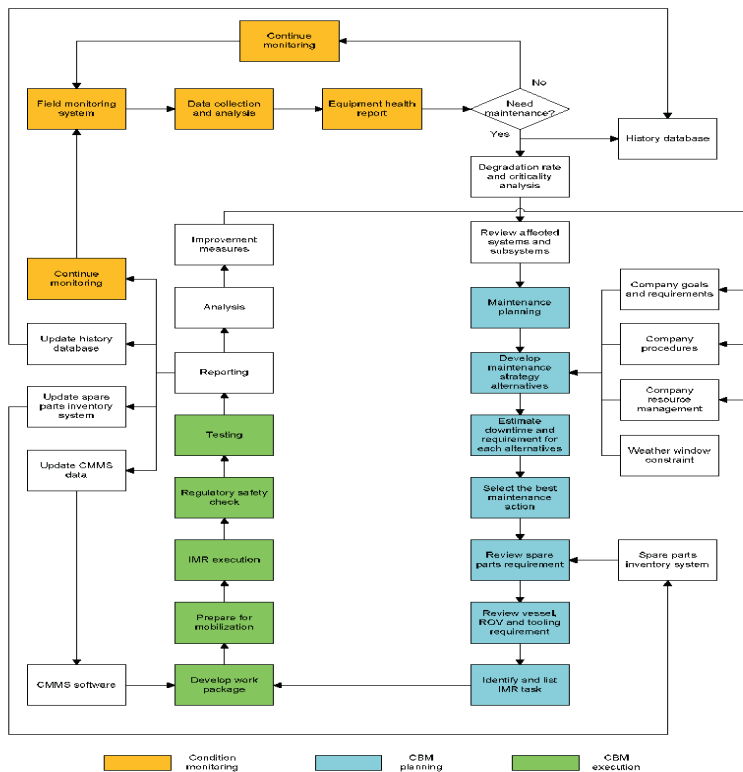 Continue
monitoring
No
Field monitoring
system
Data collection
and analysis
Equipment health
report
Need
maintenance?
Yes
History database
Degradation rate
and criticality
analysis
Improvement
measures
Review affected
systems and
subsystems
Continue
monitoring
Analysis
Maintenance
planning
Company goals
and requirements
Update history
database
Reporting
Develop
maintenance
strategy
alternatives
Company
procedures
Update spare
parts inventory
system
Testing
Estimate
downtime and
requirement for
each alternatives
Company
resource
management
Weather window
constraint
Update CMMS
data
Regulatory safety
check
Select the best
maintenance
action
IMR execution
Review spare
parts requirement
Spare parts
inventory system
Prepare for
mobilization
Review vessel,
ROV and tooling
requirement
CMMS software
Develop work
package
Identify and list
IMR task
Condition
monitoring
CBM
planning
CBM
execution